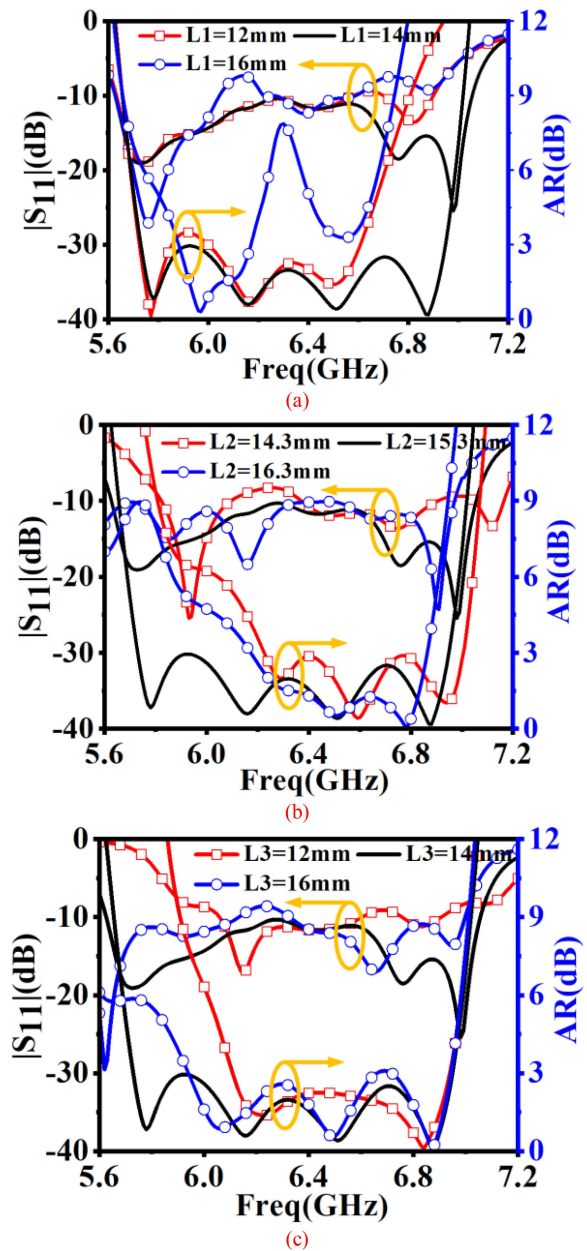 0
12
L1=12mm
L1=14mm
L1=16mm
-10
9
-20
6
-30
3
-40
0
|S11|(dB)
AR(dB)
5.6 6.0 6.4 6.8 7.2
Freq(GHz)
(a)
0
12
L2=14.3mm
L2=15.3mm
L2=16.3mm
-10
9
-20
6
-30
3
-40
0
|S11|(dB)
AR(dB)
5.6 6.0 6.4 6.8 7.2
Freq(GHz)
(b)
0
12
L3=12mm
L3=14mm
L3=16mm
-10
9
-20
6
-30
3
-40
0
|S11|(dB)
AR(dB)
5.6 6.0 6.4 6.8 7.2
Freq(GHz)
(c)